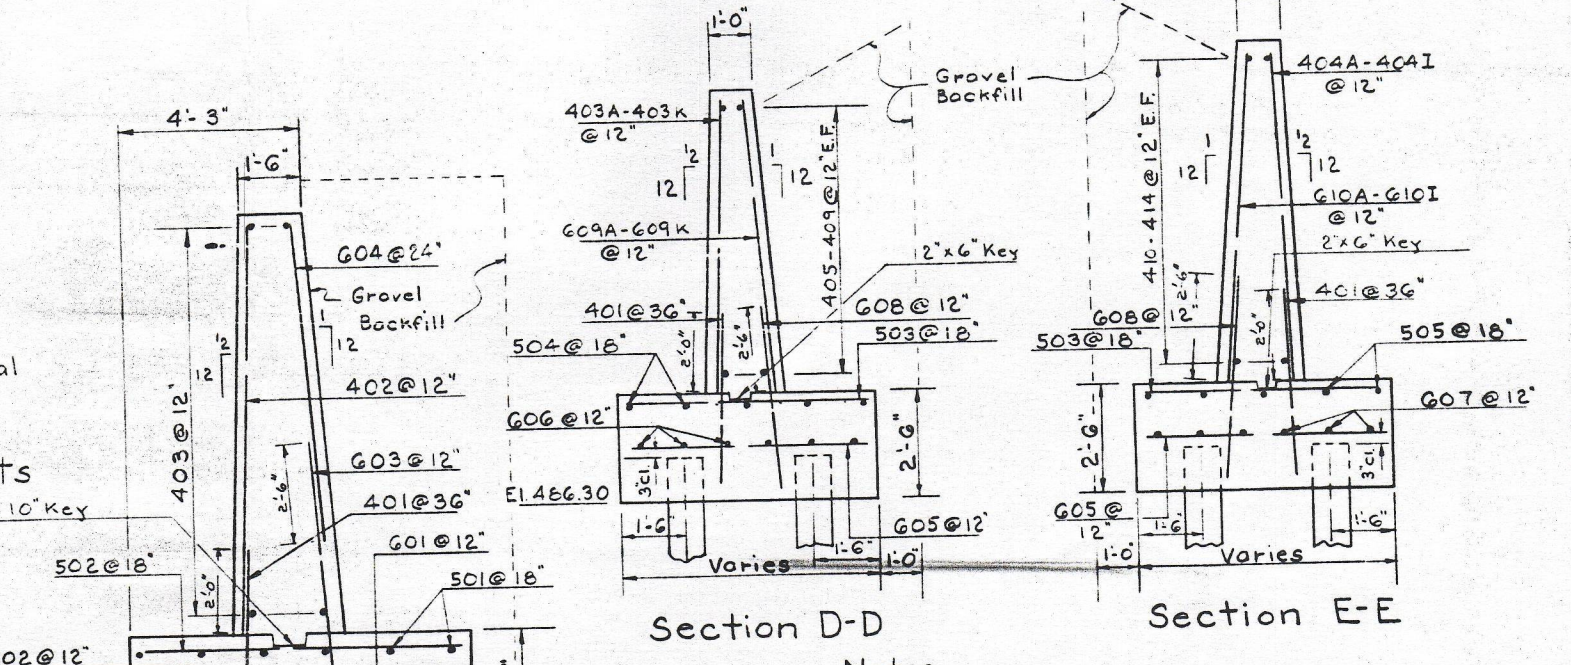 al
ts
10" Key
4'-3"
1'-6"
604@24"
Gravel
Backfill
1
12
1/2
12
402@12"
403@12"
603@12"
2'-6"
401@36"
601@12"
502@18"
2'-0"
501@18"
02@12"
1'-0"
Gravel
Backfill
403A-403K
@12"
1/2
12
1
12
609A-609K
@12"
405-409@12"E.F.
2"x6" Key
401@36"
608@12"
2'-0"
2'-6"
504@18"
503@18"
606@12"
3"Cl.
2'-6"
El.486.30
605@12"
1'-6"
1'-6"
Varies
1'-0"
Section D-D
404A-404I
@12"
410-414@12"E.F.
1
12
1/2
12
610A-610I
@12"
2"x6" Key
2'-6"
401@36"
608@
12"
2'-0"
503@18"
505@18"
607@12"
2'-6"
3"Cl.
605@
12"
1'-6"
1'-6"
1'-0"
Varies
Section E-E